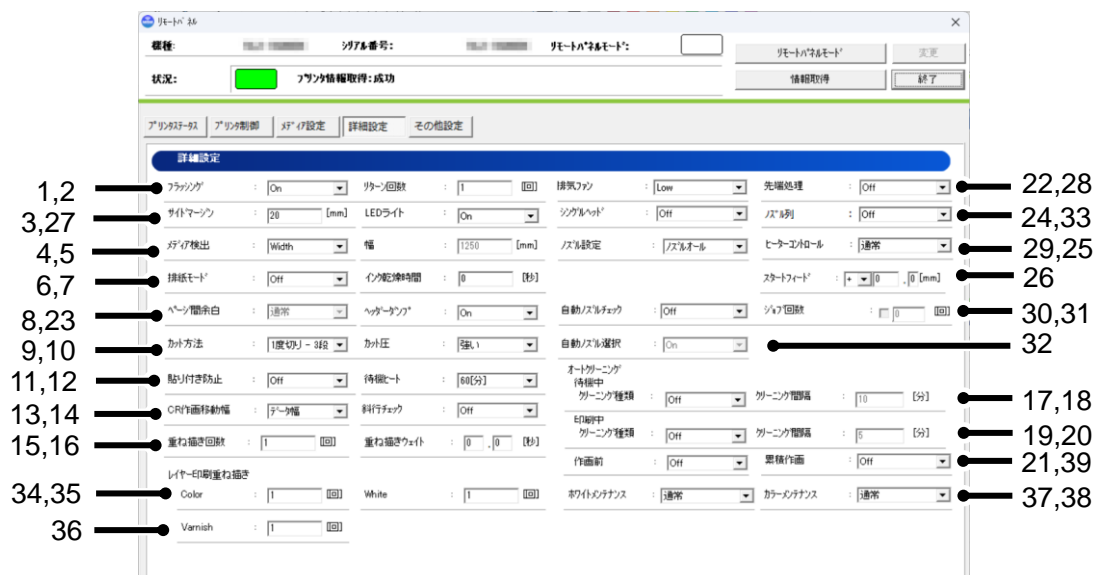 リモートパネル
機種: シリアル番号: リモートパネルモード:
リモートパネルモード 変更
状況: プリンタ情報取得:成功
情報取得 終了
プリンタステータス プリンタ制御 メディア設定 詳細設定 その他設定
詳細設定
1,2 フラッシング : On リターン回数 : 1 [回] 排気ファン : Low 先端処理 : Off 22,28
3,27 サイドマージン : 20 [mm] LEDライト : On シングルヘッド : Off ノズル列 : Off 24,33
4,5 メディア検出 : Width 幅 : 1250 [mm] ノズル設定 : ノズルオール ヒーターコントロール : 通常 29,25
6,7 排紙モード : Off インク乾燥時間 : 0 [秒] スタートフィード : + 0 .0 [mm] 26
8,23 ページ間余白 : 通常 ヘッダーダンプ : On 自動ノズルチェック : Off ジョブ回数 : 0 [回] 30,31
9,10 カット方法 : 1度切り - 3段 カット圧 : 強い 自動ノズル選択 : On 32
オートクリーニング
11,12 貼り付き防止 : Off 待機ヒート : 60[分] 待機中
クリーニング種類 : Off クリーニング間隔 : 10 [分] 17,18
13,14 CR作画移動幅 : データ幅 斜行チェック : Off 印刷中
クリーニング種類 : Off クリーニング間隔 : 5 [分] 19,20
15,16 重ね描き回数 : 1 [回] 重ね描きウェイト : 0 .0 [秒]
作画前 : Off 累積作画 : Off 21,39
レイヤー印刷重ね描き
34,35 Color : 1 [回] White : 1 [回] ホワイトメンテナンス : 通常 カラーメンテナンス : 通常 37,38
36 Varnish : 1 [回]